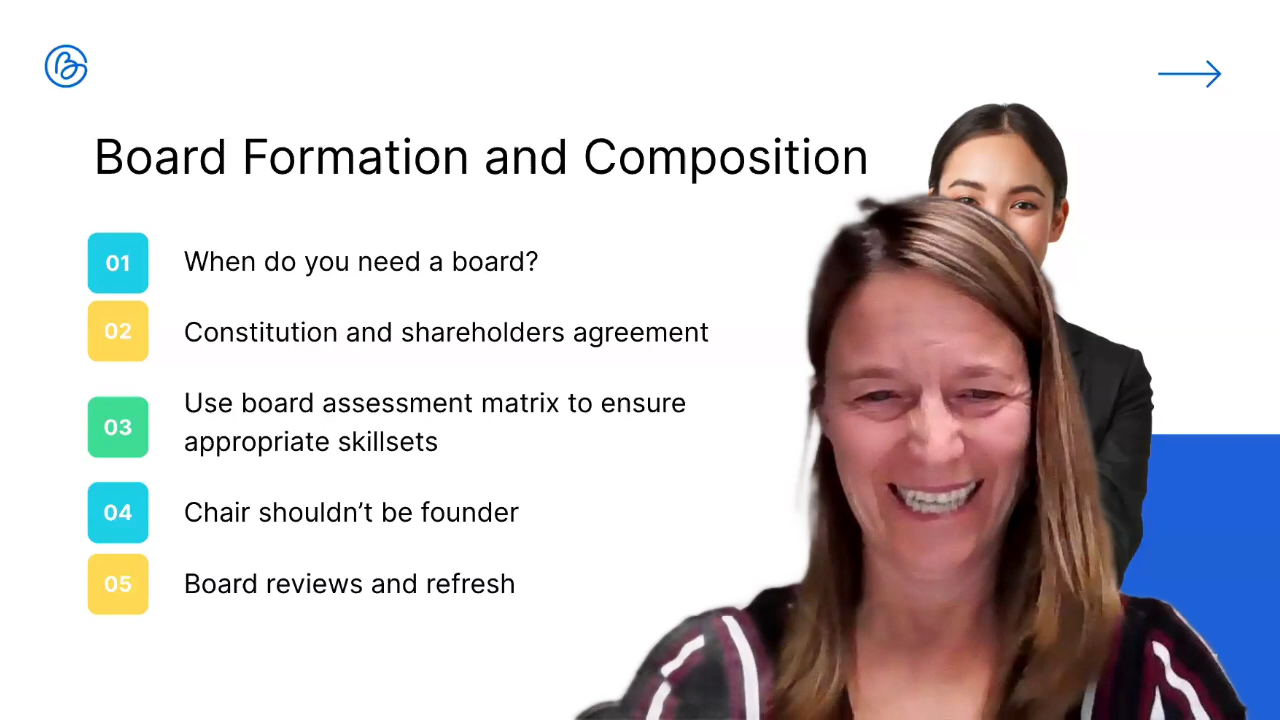 Board Formation and Composition
01
When do you need a board?
02
Constitution and shareholders agreement
03
Use board assessment matrix to ensure
appropriate skillsets
04
Chair shouldn’t be founder
05
Board reviews and refresh